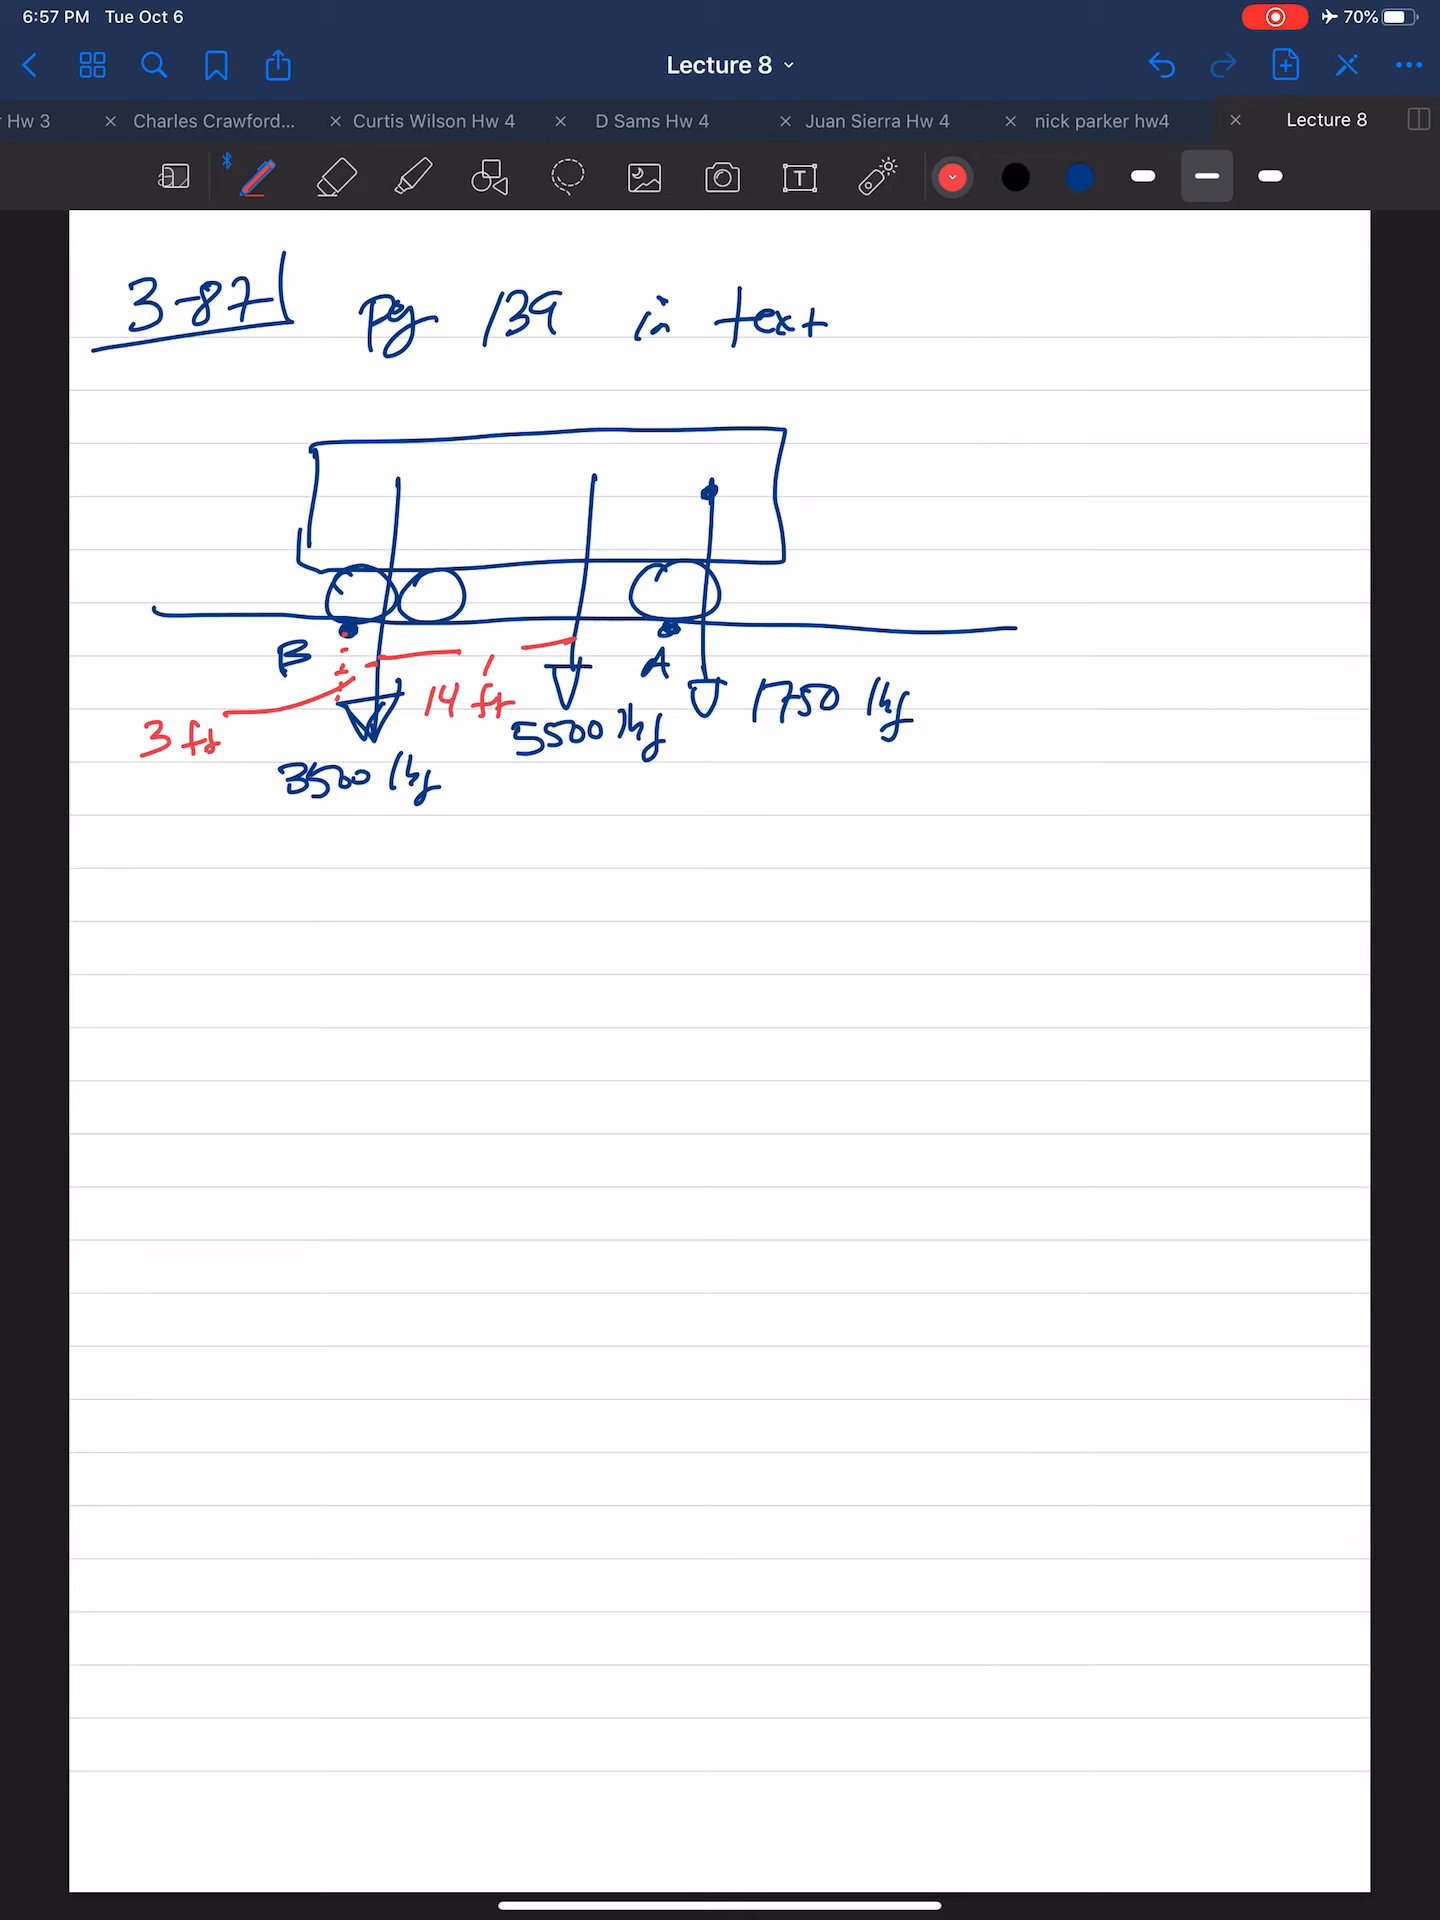 6:57 PM Tue Oct 6
70%
Lecture 8
Hw 3
Charles Crawford...
Curtis Wilson Hw 4
D Sams Hw 4
Juan Sierra Hw 4
nick parker hw4
Lecture 8
T
3-87 pg 139 in text
B
A
14 ft
1750 lbf
3 ft
5500 lbf
3500 lbf